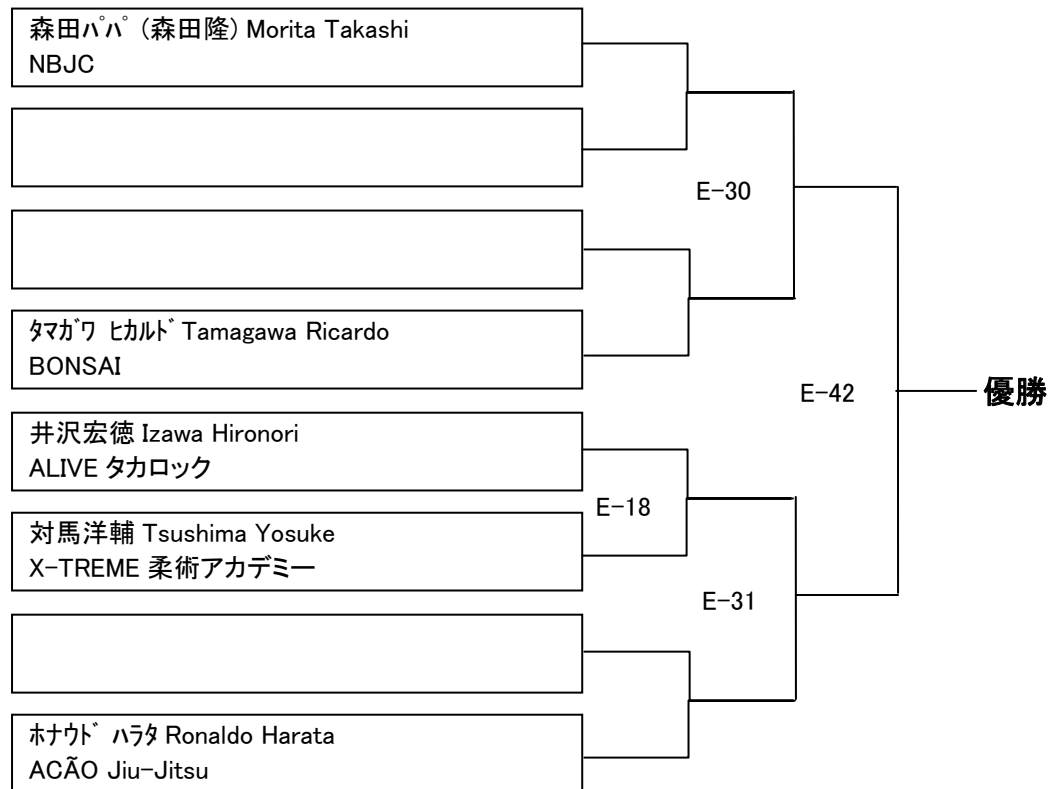 森田ﾊﾟﾊﾟ (森田隆) Morita Takashi
NBJC
E-30
ﾀﾏｶﾞﾜ ﾋｶﾙﾄﾞ Tamagawa Ricardo
BONSAI
E-42
優勝
井沢宏徳 Izawa Hironori
ALIVE タカロック
E-18
対馬洋輔 Tsushima Yosuke
X-TREME 柔術アカデミー
E-31
ﾎﾅｳﾄﾞ ﾊﾗﾀ Ronaldo Harata
ACÃO Jiu-Jitsu